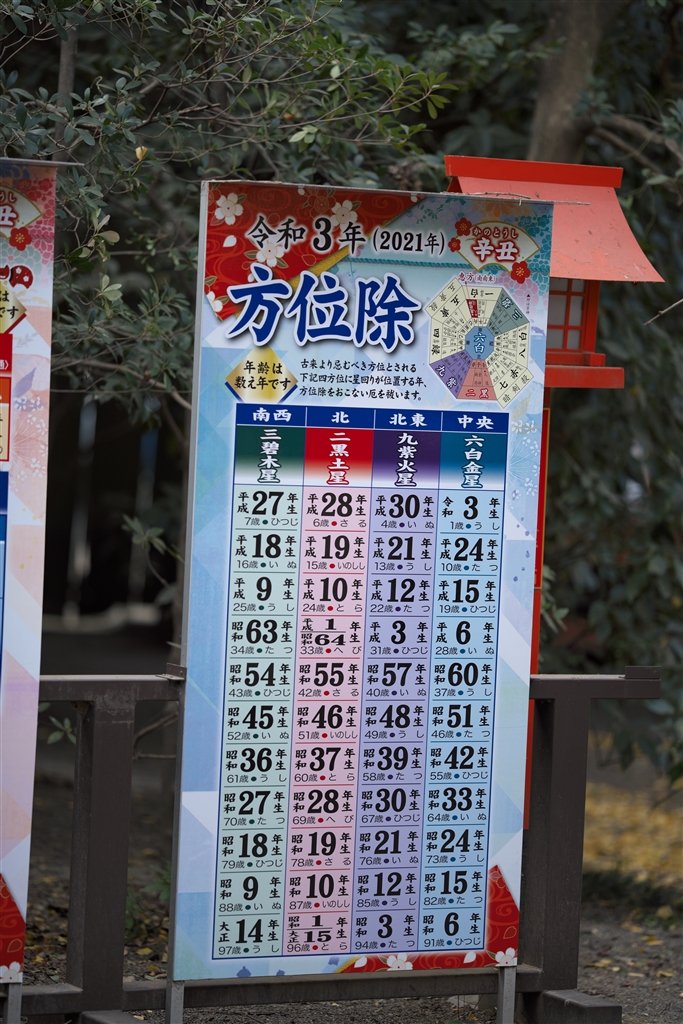 令和3年(2021年)
かのとうし
辛丑
方位除
恵方(南南東)
六白
九紫
二黒
年齢は
数え年です
古来より忌むべき方位とされる
下記四方位に星回りが位置する年、
方位除をおこない厄を祓います。
南西 北 北東 中央
三碧木星 二黒土星 九紫火星 六白金星
平成27年生 平成28年生 平成30年生 令和3年生
7歳●ひつじ 6歳●さる 4歳●いぬ 1歳●うし
平成18年生 平成19年生 平成21年生 平成24年生
16歳●いぬ 15歳●いのしし 13歳●うし 10歳●たつ
平成9年生 平成10年生 平成12年生 平成15年生
25歳●うし 24歳●とら 22歳●たつ 19歳●ひつじ
昭和63年生 平成1昭和64年生 平成3年生 平成6年生
34歳●たつ 33歳●へび 31歳●ひつじ 28歳●いぬ
昭和54年生 昭和55年生 昭和57年生 昭和60年生
43歳●ひつじ 42歳●さる 40歳●いぬ 37歳●うし
昭和45年生 昭和46年生 昭和48年生 昭和51年生
52歳●いぬ 51歳●いのしし 49歳●うし 46歳●たつ
昭和36年生 昭和37年生 昭和39年生 昭和42年生
61歳●うし 60歳●とら 58歳●たつ 55歳●ひつじ
昭和27年生 昭和28年生 昭和30年生 昭和33年生
70歳●たつ 69歳●へび 67歳●ひつじ 64歳●いぬ
昭和18年生 昭和19年生 昭和21年生 昭和24年生
79歳●ひつじ 78歳●さる 76歳●いぬ 73歳●うし
昭和9年生 昭和10年生 昭和12年生 昭和15年生
88歳●いぬ 87歳●いのしし 85歳●うし 82歳●たつ
大正14年生 昭和1大正15年生 昭和3年生 昭和6年生
97歳●うし 96歳●とら 94歳●たつ 91歳●ひつじ